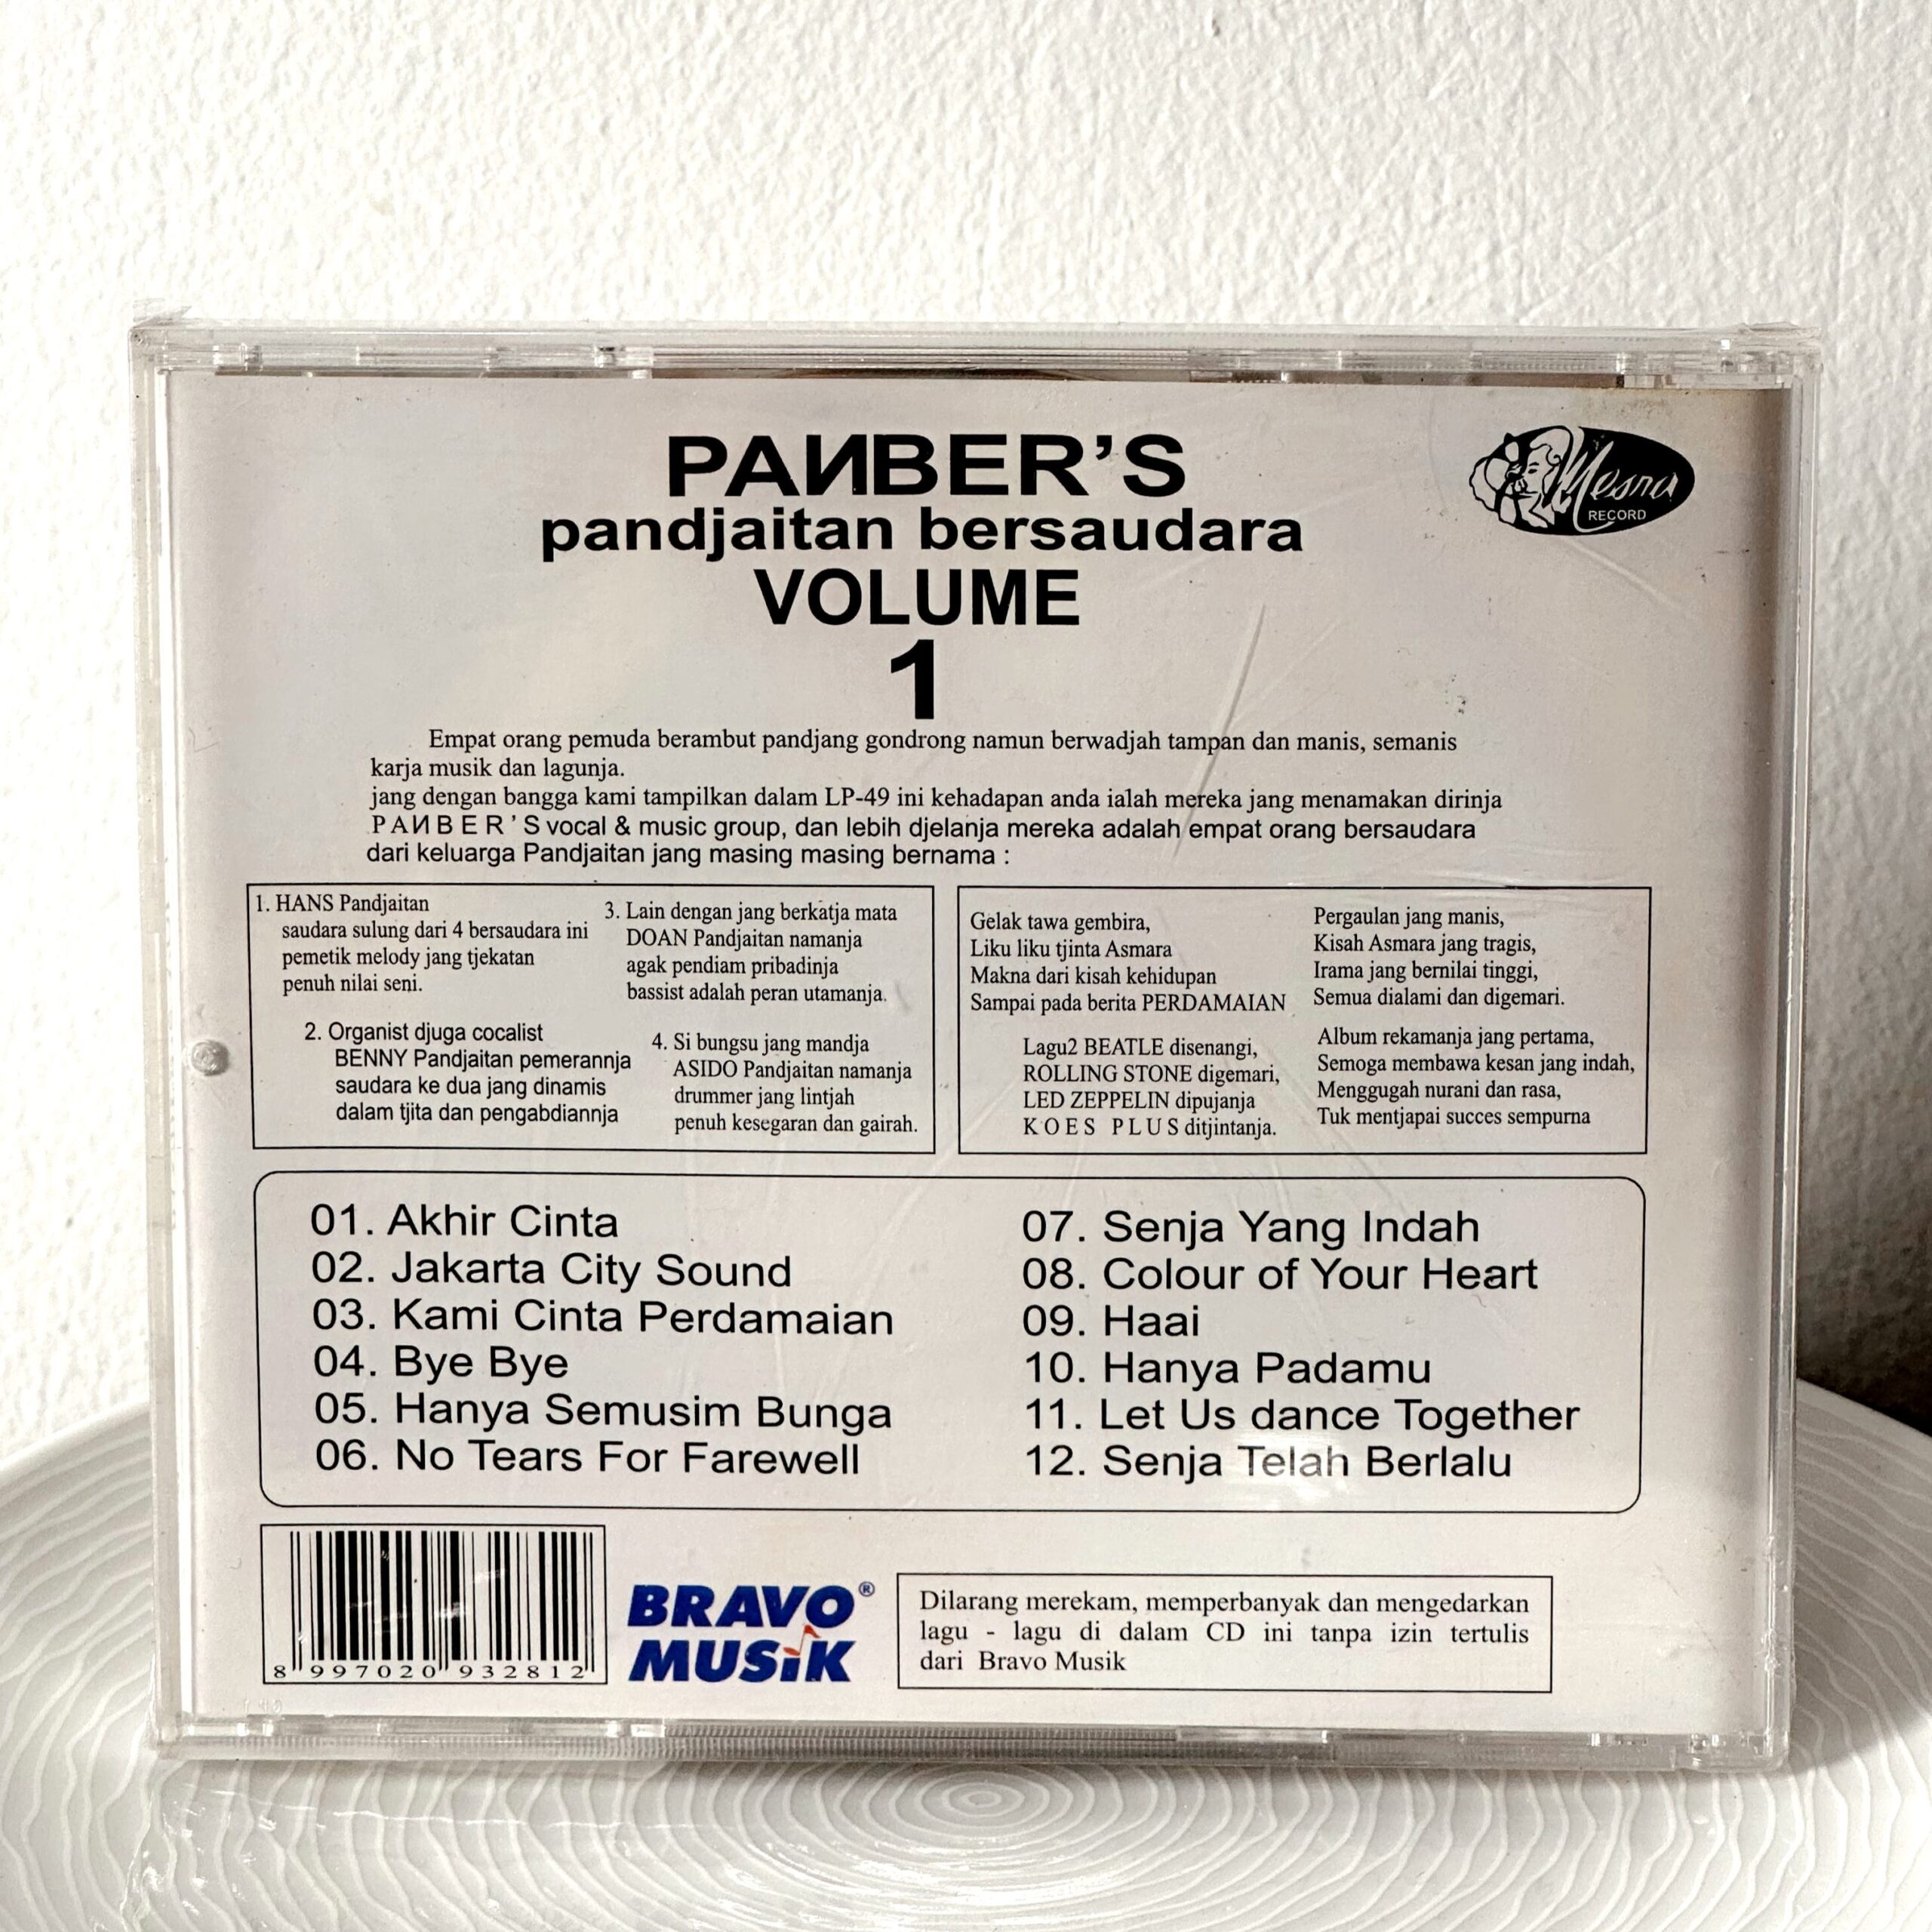 PAИBER'S
pandjaitan bersaudara
VOLUME
1
Mesra
RECORD
Empat orang pemuda berambut pandjang gondrong namun berwadjah tampan dan manis, semanis
karja musik dan lagunja.
jang dengan bangga kami tampilkan dalam LP-49 ini kehadapan anda ialah mereka jang menamakan dirinja
PAИBER'S vocal & music group, dan lebih djelanja mereka adalah empat orang bersaudara
dari keluarga Pandjaitan jang masing masing bernama :
1. HANS Pandjaitan
saudara sulung dari 4 bersaudara ini
pemetik melody jang tjekatan
penuh nilai seni.
2. Organist djuga cocalist
BENNY Pandjaitan pemerannja
saudara ke dua jang dinamis
dalam tjita dan pengabdiannja
3. Lain dengan jang berkatja mata
DOAN Pandjaitan namanja
agak pendiam pribadinja
bassist adalah peran utamanja.
4. Si bungsu jang mandja
ASIDO Pandjaitan namanja
drummer jang lintjah
penuh kesegaran dan gairah.
Gelak tawa gembira,
Liku liku tjinta Asmara
Makna dari kisah kehidupan
Sampai pada berita PERDAMAIAN
Lagu2 BEATLE disenangi,
ROLLING STONE digemari,
LED ZEPPELIN dipujanja
KOES PLUS ditjintanja.
Pergaulan jang manis,
Kisah Asmara jang tragis,
Irama jang bernilai tinggi,
Semua dialami dan digemari.
Album rekamanja jang pertama,
Semoga membawa kesan jang indah,
Menggugah nurani dan rasa,
Tuk mentjapai succes sempurna
01. Akhir Cinta
02. Jakarta City Sound
03. Kami Cinta Perdamaian
04. Bye Bye
05. Hanya Semusim Bunga
06. No Tears For Farewell
07. Senja Yang Indah
08. Colour of Your Heart
09. Haai
10. Hanya Padamu
11. Let Us dance Together
12. Senja Telah Berlalu
8 997020 932812
BRAVO®
MUSiK
Dilarang merekam, memperbanyak dan mengedarkan
lagu - lagu di dalam CD ini tanpa izin tertulis
dari Bravo Musik